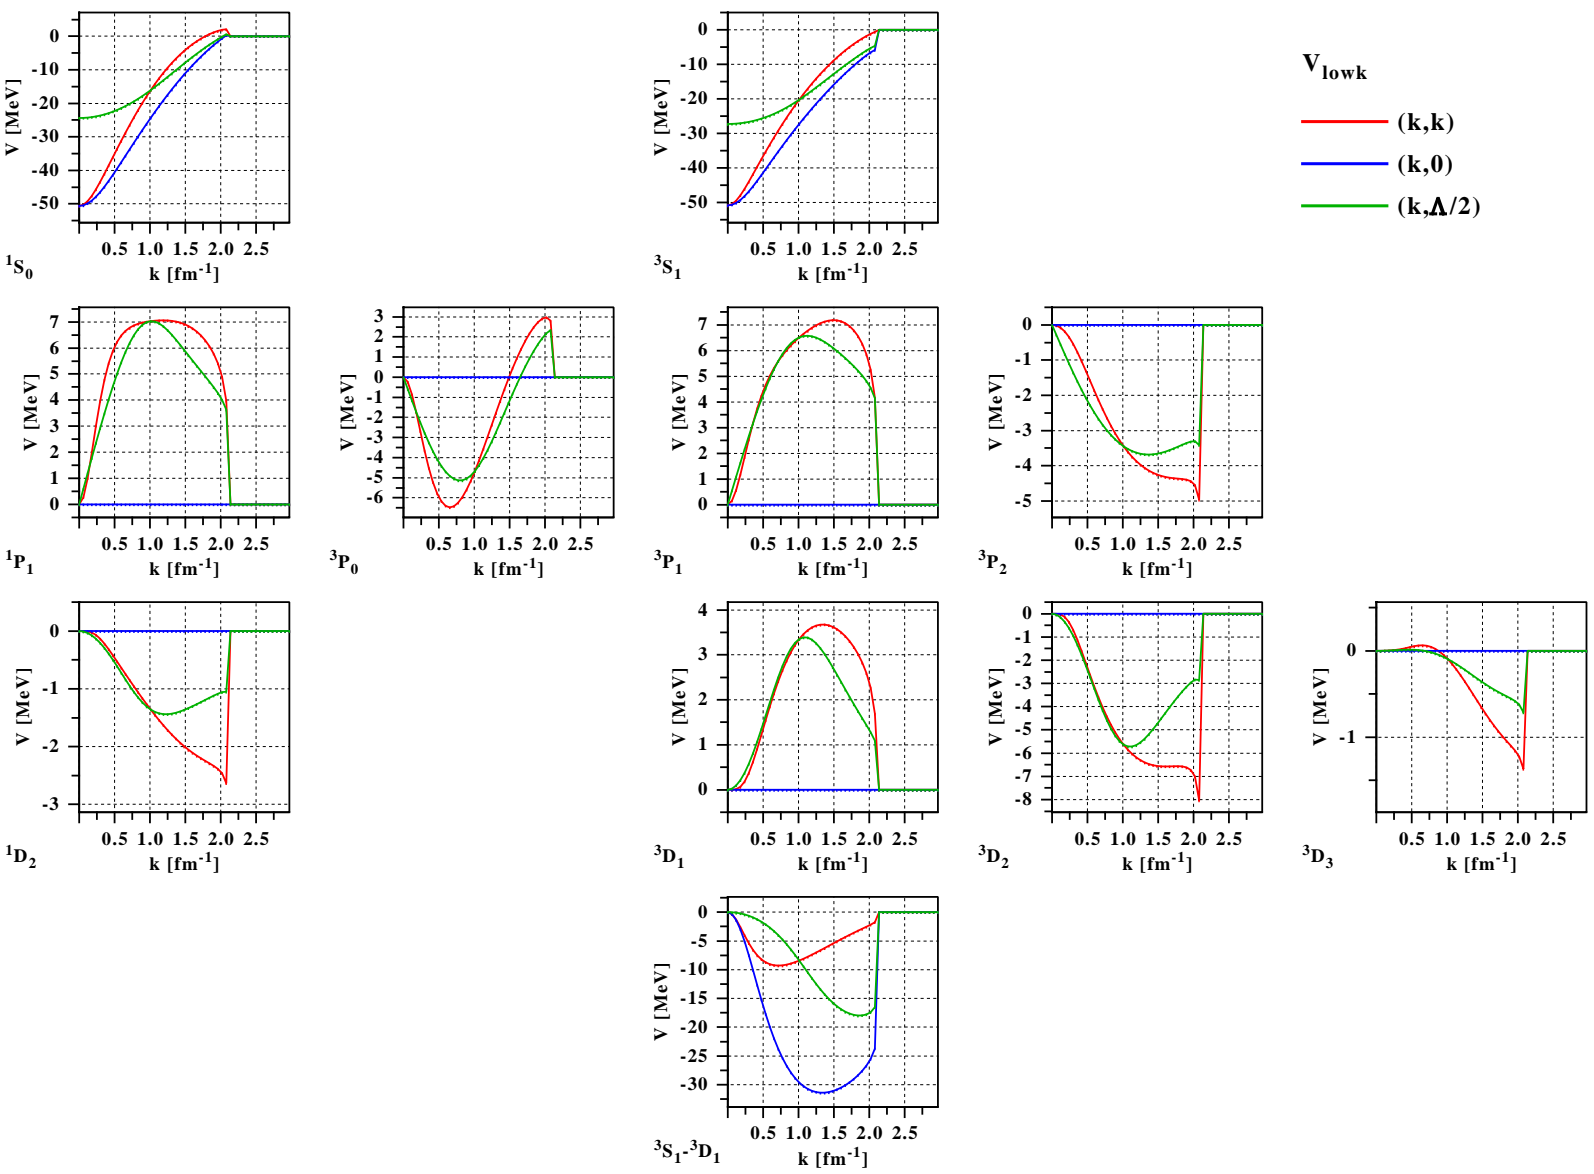 V_lowk
(k,k)
(k,0)
(k,Λ/2)
0
-10
-20
-30
-40
-50
V [MeV]
0.5 1.0 1.5 2.0 2.5
k [fm^-1]
^1S_0
0
-10
-20
-30
-40
-50
V [MeV]
0.5 1.0 1.5 2.0 2.5
k [fm^-1]
^3S_1
7
6
5
4
3
2
1
0
V [MeV]
0.5 1.0 1.5 2.0 2.5
k [fm^-1]
^1P_1
3
2
1
0
-1
-2
-3
-4
-5
-6
V [MeV]
0.5 1.0 1.5 2.0 2.5
k [fm^-1]
^3P_0
7
6
5
4
3
2
1
0
V [MeV]
0.5 1.0 1.5 2.0 2.5
k [fm^-1]
^3P_1
-0
-1
-2
-3
-4
-5
V [MeV]
0.5 1.0 1.5 2.0 2.5
k [fm^-1]
^3P_2
0
-1
-2
-3
V [MeV]
0.5 1.0 1.5 2.0 2.5
k [fm^-1]
^1D_2
4
3
2
1
0
V [MeV]
0.5 1.0 1.5 2.0 2.5
k [fm^-1]
^3D_1
0
-1
-2
-3
-4
-5
-6
-7
-8
V [MeV]
0.5 1.0 1.5 2.0 2.5
k [fm^-1]
^3D_2
0
-1
V [MeV]
0.5 1.0 1.5 2.0 2.5
k [fm^-1]
^3D_3
0
-5
-10
-15
-20
-25
-30
V [MeV]
0.5 1.0 1.5 2.0 2.5
k [fm^-1]
^3S_1-^3D_1